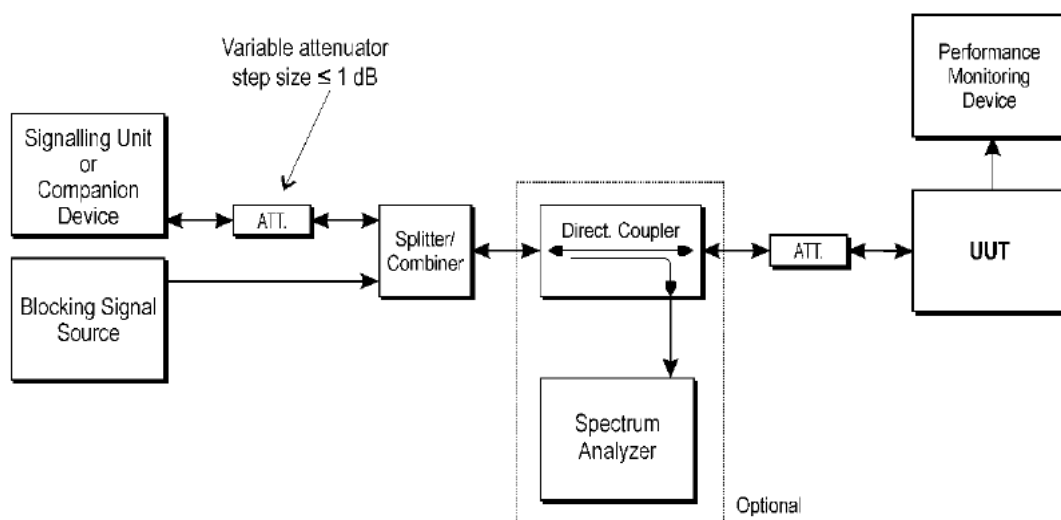 Variable attenuator
step size ≤ 1 dB
Performance
Monitoring
Device
Signalling Unit
or
Companion
Device
ATT.
Splitter/
Combiner
Direct. Coupler
ATT.
UUT
Blocking Signal
Source
Spectrum
Analyzer
Optional